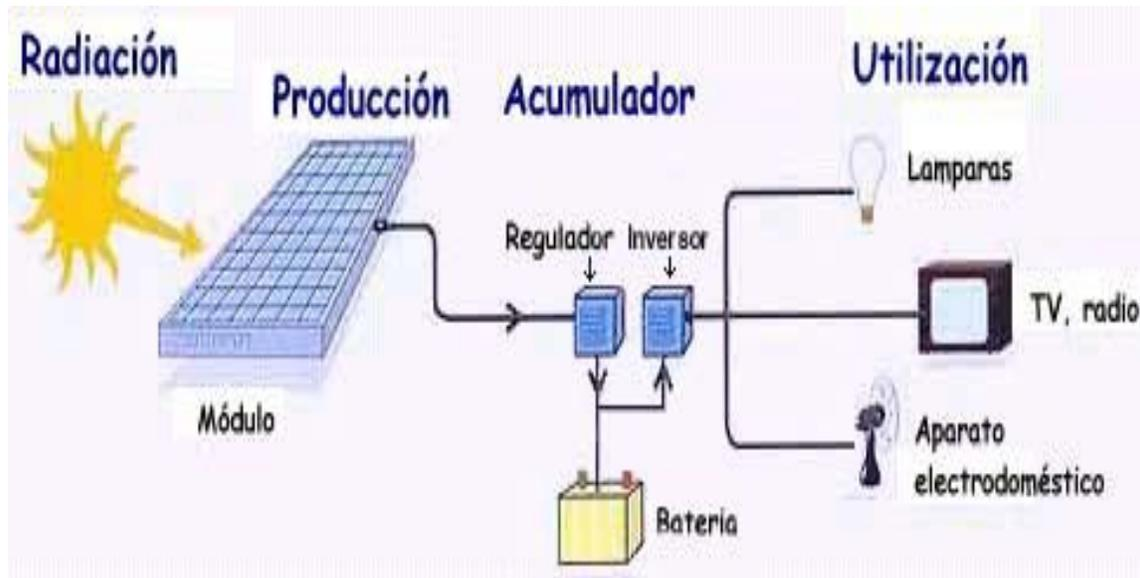 Radiación
Producción
Acumulador
Utilización
Lamparas
Regulador
Inversor
TV, radio
Módulo
Aparato
electrodoméstico
Bateria